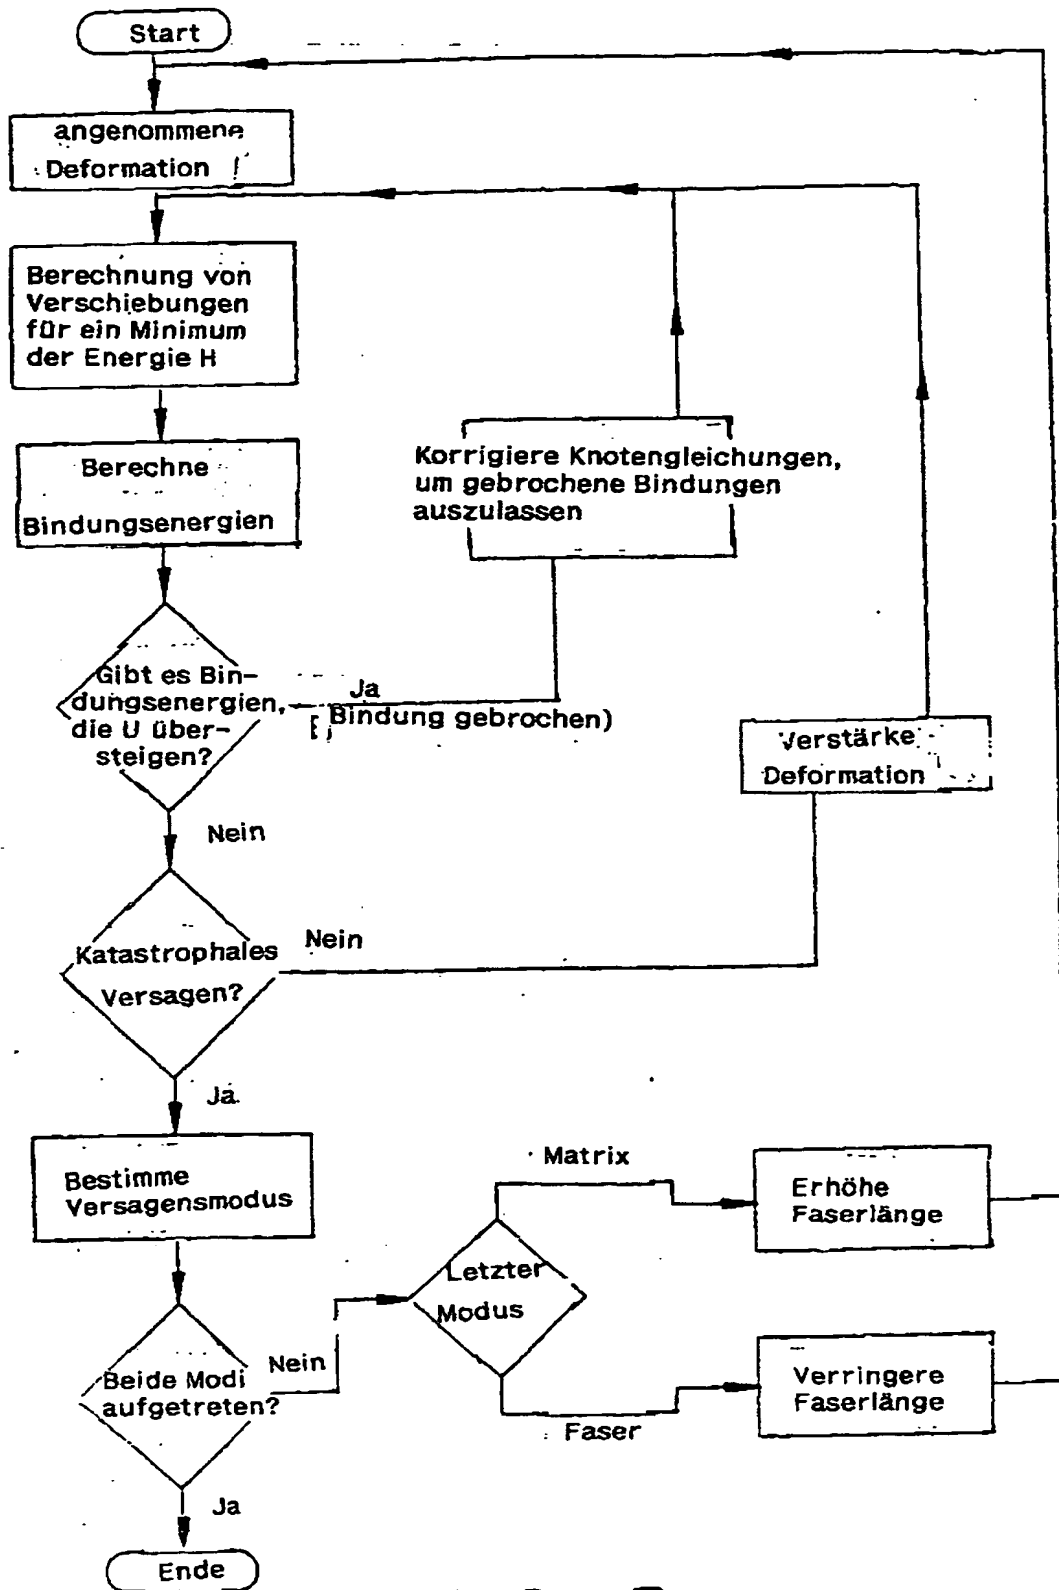 Start
angenommene
Deformation
Berechnung von
Verschiebungen
für ein Minimum
der Energie H
Berechne
Bindungsenergien
Korrigiere Knotengleichungen,
um gebrochene Bindungen
auszulassen
Gibt es Bin-
dungsenergien,
die U über-
steigen?
Ja
Bindung gebrochen)
Verstärke
Deformation
Nein
Katastrophales
Versagen?
Nein
Ja
Bestimme
Versagensmodus
Matrix
Erhöhe
Faserlänge
Letzter
Modus
Beide Modi
aufgetreten?
Nein
Faser
Verringere
Faserlänge
Ja
Ende